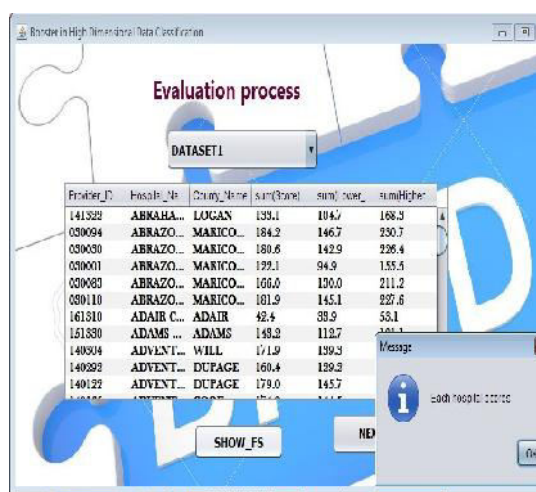 Booster in High Dimensional Data Classification
Evaluation process
DATASET1
Provider_ID Hospital_Na... County_Name sum(Score) sum(Lower_ sum(Higher
141322 ABRAHA... LOGAN 133.1 104.7 168.3
030094 ABRAZO... MARICO... 184.2 146.7 230.7
030030 ABRAZO... MARICO... 180.6 142.9 226.4
030001 ABRAZO... MARICO... 122.1 94.9 155.5
030083 ABRAZO... MARICO... 166.0 130.0 211.2
030110 ABRAZO... MARICO... 181.9 145.1 227.6
161310 ADAIR C... ADAIR 42.4 33.9 53.1
151330 ADAMS ... ADAMS 143.2 112.7
140304 ADVENT... WILL 171.9 139.3
140292 ADVENT... DUPAGE 160.4 129.2
140122 ADVENT... DUPAGE 179.0 145.7
Message
Each hospital scores
SHOW_FS
NEX